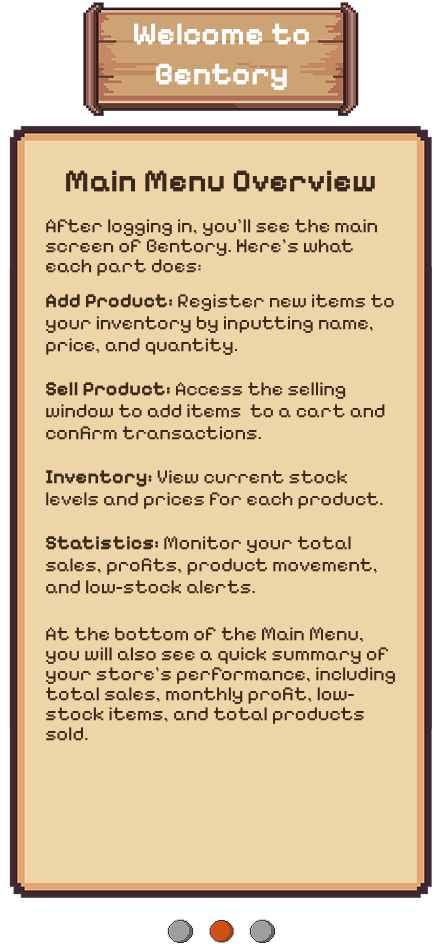 Welcome to
Bentory
Main Menu Overview
After logging in, you'll see the main
screen of Bentory. Here's what
each part does:
Add Product: Register new items to
your inventory by inputting name,
price, and quantity.
Sell Product: Access the selling
window to add items  to a cart and
confirm transactions.
Inventory: View current stock
levels and prices for each product.
Statistics: Monitor your total
sales, profits, product movement,
and low-stock alerts.
At the bottom of the Main Menu,
you will also see a quick summary of
your store's performance, including
total sales, monthly profit, low-
stock items, and total products
sold.